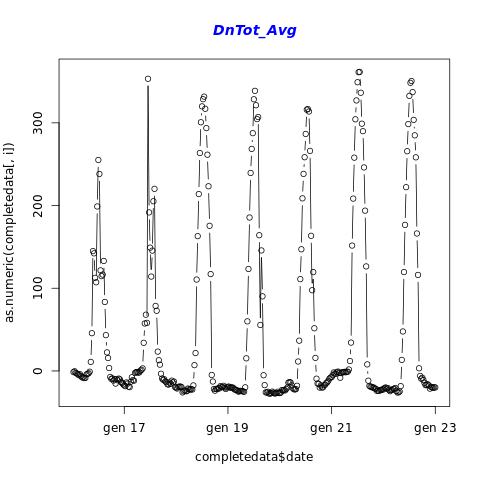 DnTot_Avg
as.numeric(completedata[, i])
300
200
100
0
gen 17
gen 19
gen 21
gen 23
completedata$date